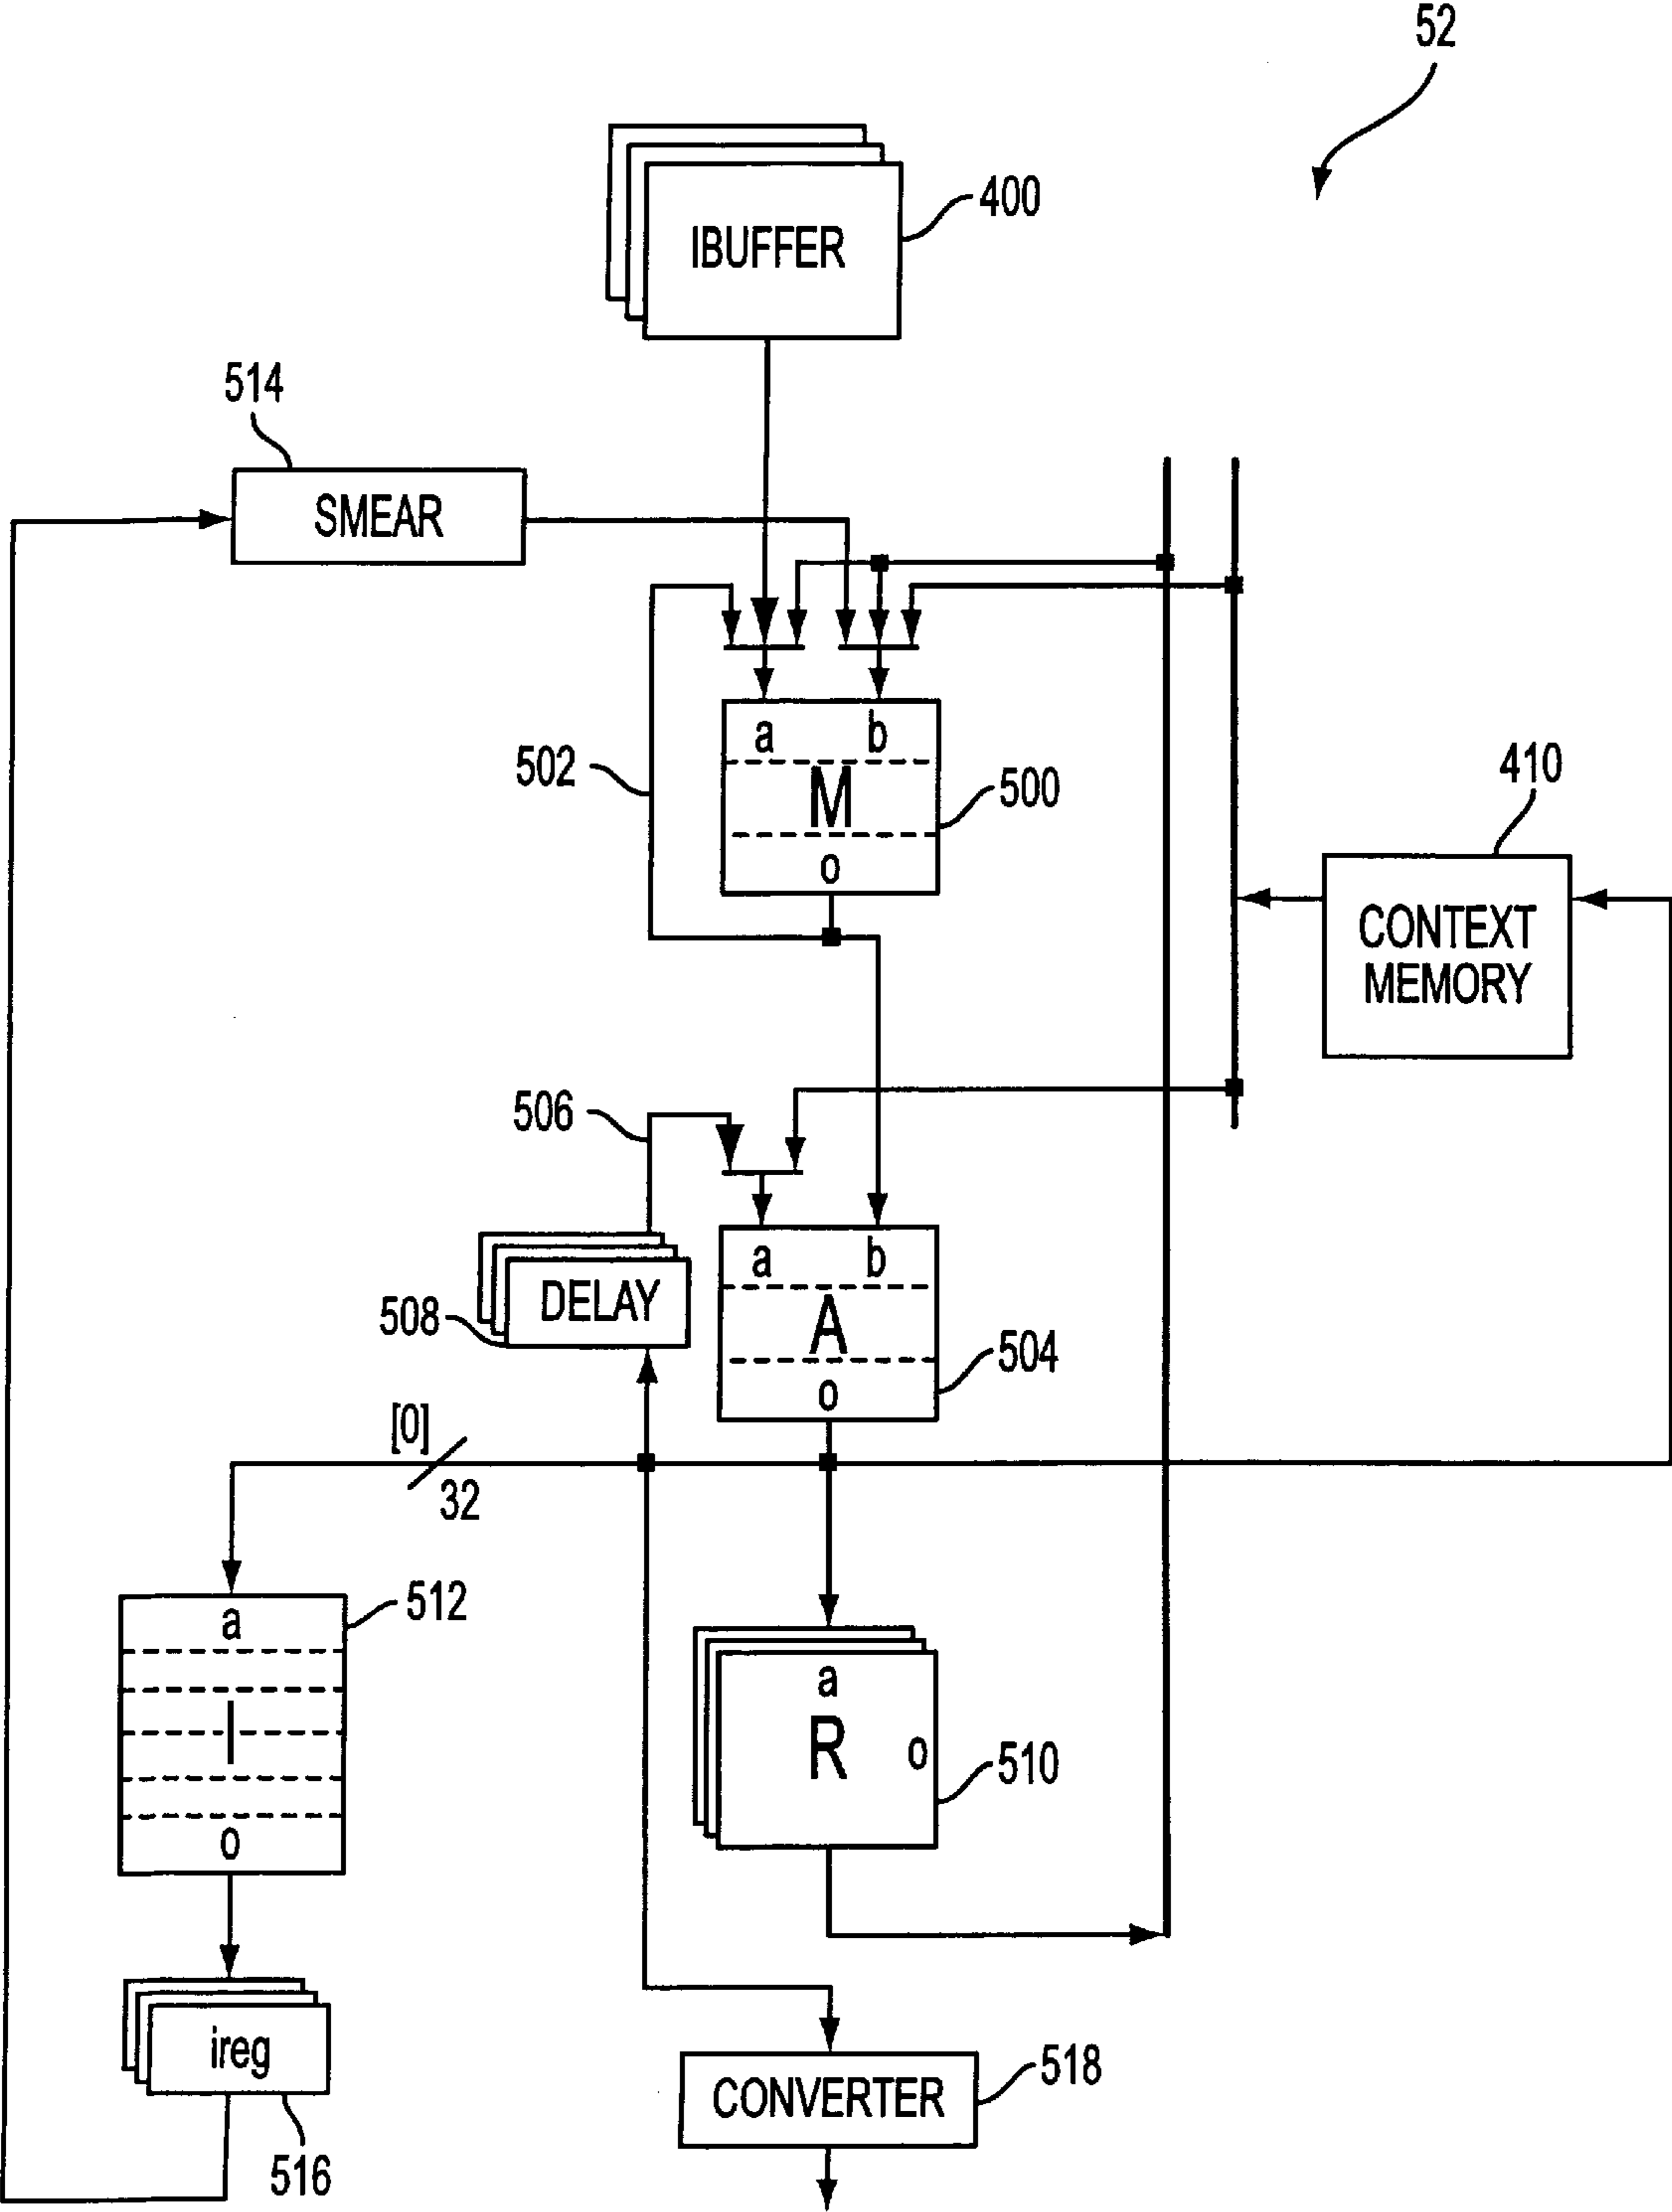 52
400
IBUFFER
514
SMEAR
a b
M
o
502
500
410
CONTEXT
MEMORY
506
DELAY
508
a b
A
o
504
[0]
32
a
I
o
512
a
R
o
510
ireg
516
CONVERTER
518